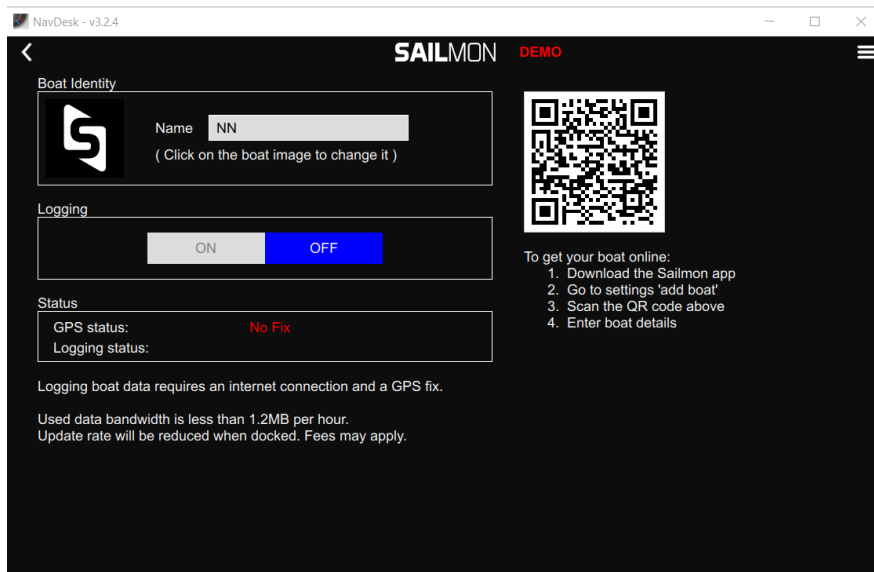 NavDesk - v3.2.4
SAILMON DEMO
Boat Identity
Name NN
( Click on the boat image to change it )
Logging
ON OFF
Status
GPS status: No Fix
Logging status:
Logging boat data requires an internet connection and a GPS fix.
Used data bandwidth is less than 1.2MB per hour.
Update rate will be reduced when docked. Fees may apply.
To get your boat online:
1. Download the Sailmon app
2. Go to settings 'add boat'
3. Scan the QR code above
4. Enter boat details